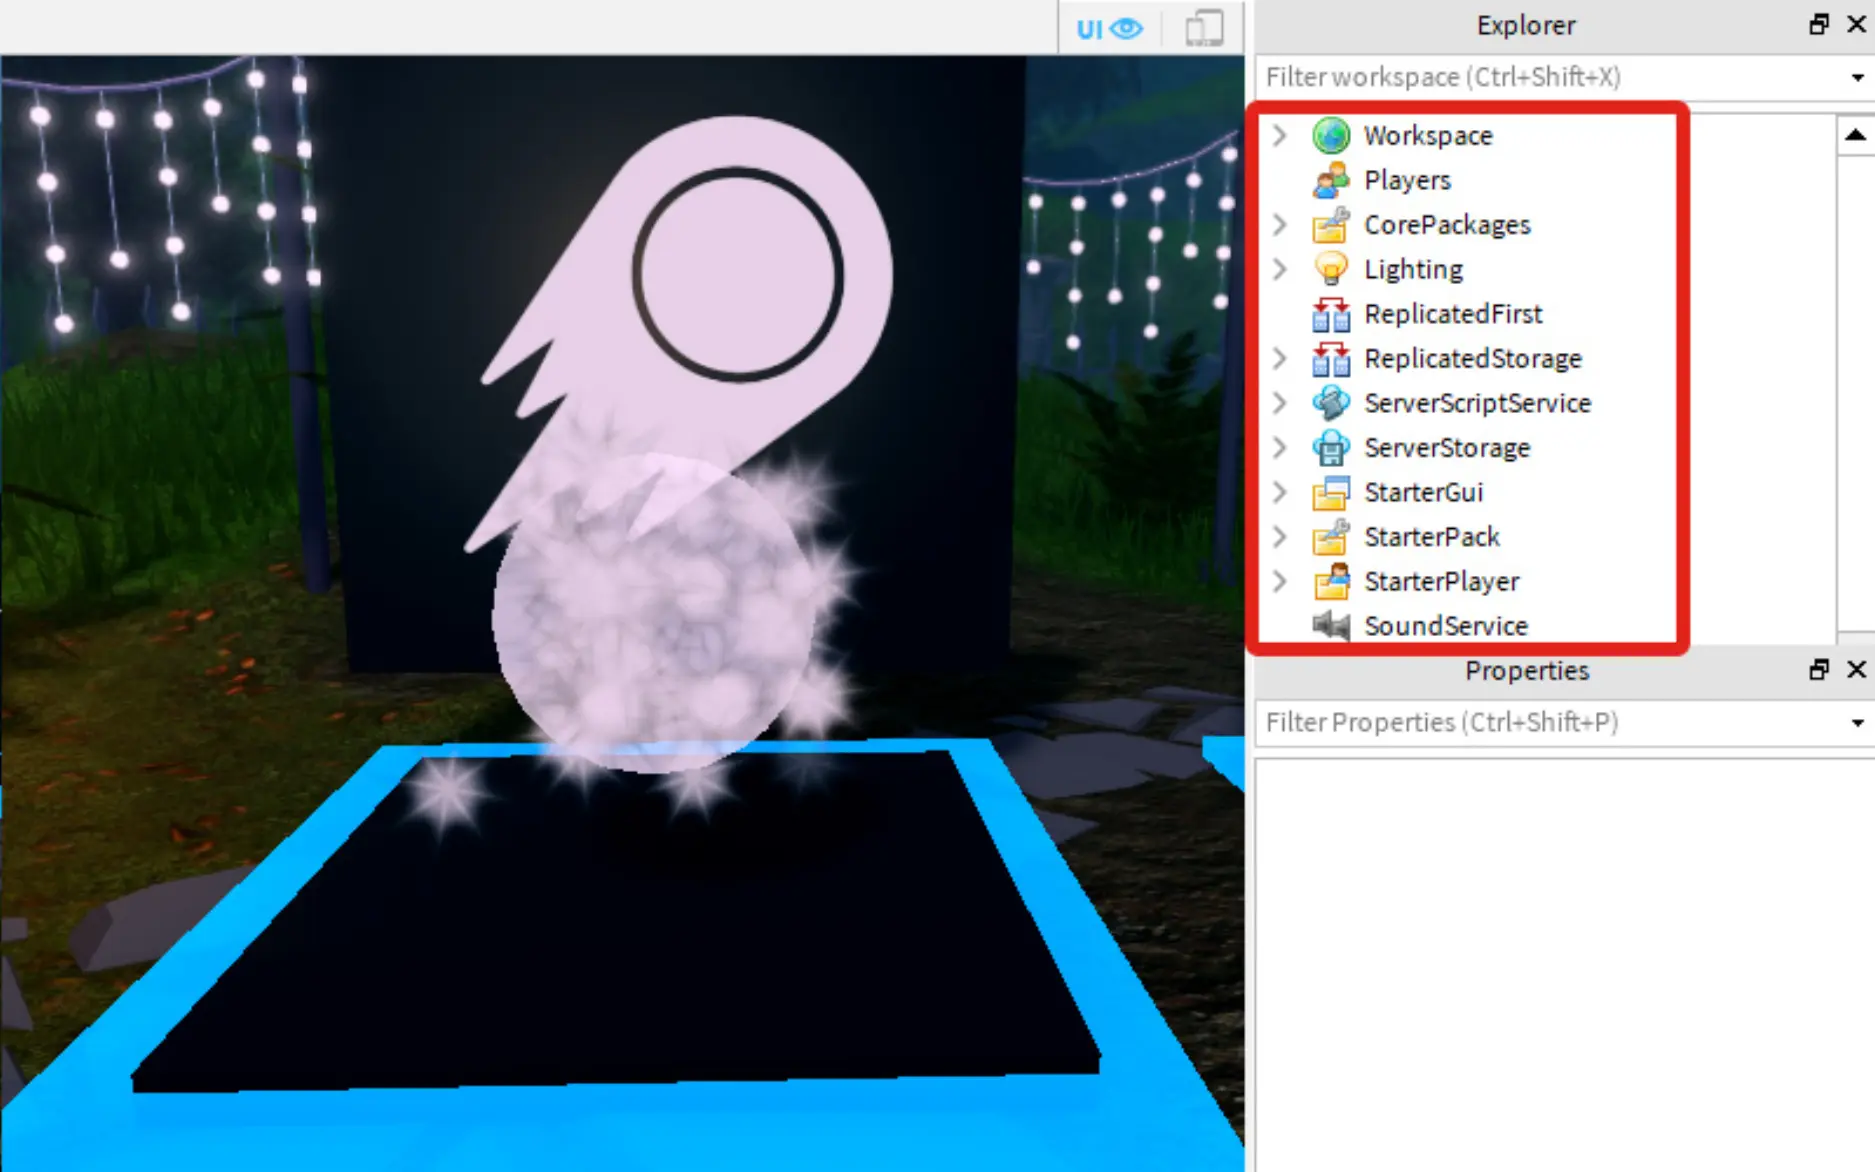 UI
Explorer
Filter workspace (Ctrl+Shift+X)
Workspace
Players
CorePackages
Lighting
ReplicatedFirst
ReplicatedStorage
ServerScriptService
ServerStorage
StarterGui
StarterPack
StarterPlayer
SoundService
Properties
Filter Properties (Ctrl+Shift+P)